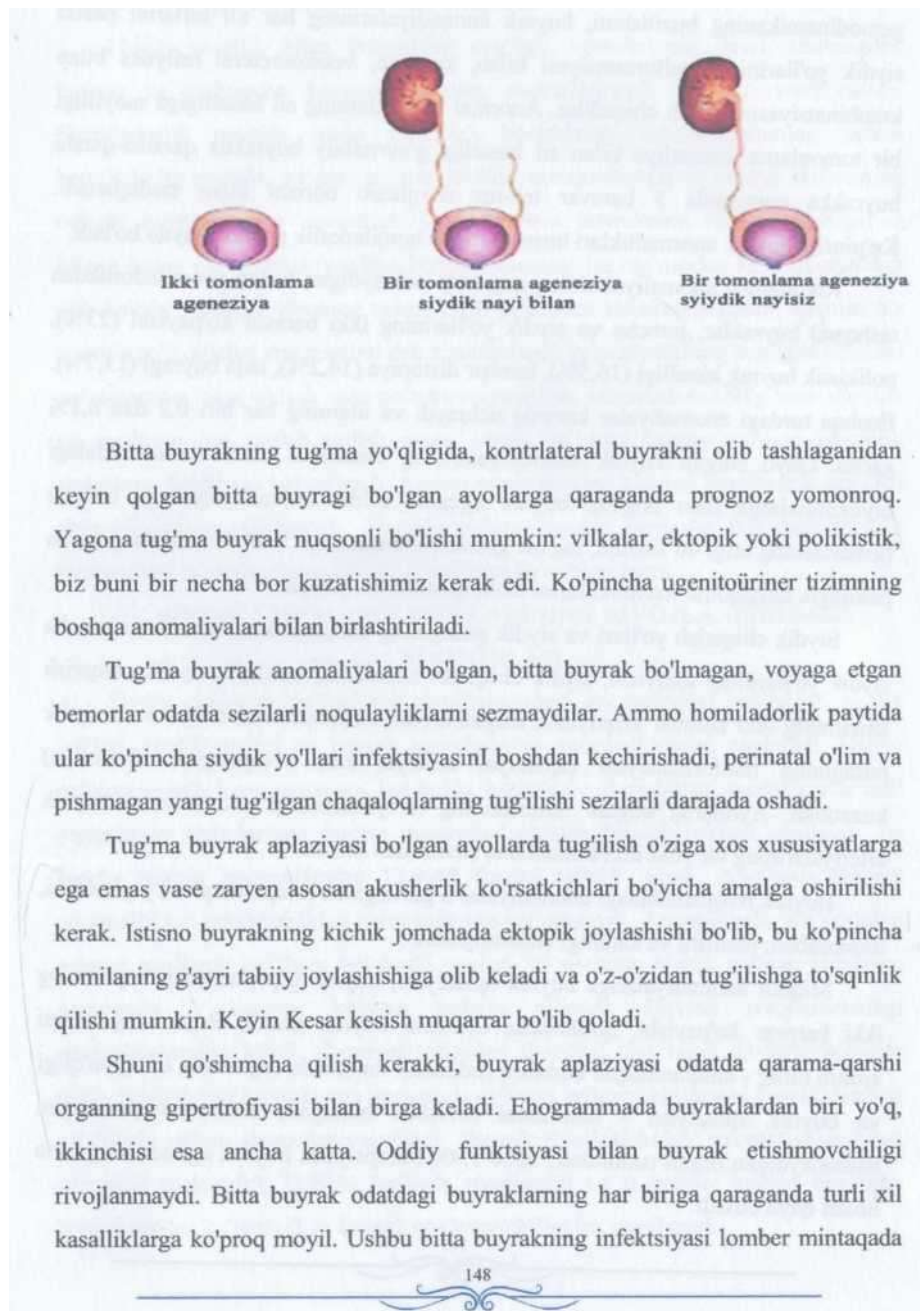 Ikki tomonlama
ageneziya
Bir tomonlama ageneziya
siydik nayi bilan
Bir tomonlama ageneziya
syiydik nayisiz
Bitta buyrakning tug'ma yo'qligida, kontrlateral buyrakni olib tashlaganidan
keyin qolgan bitta buyragi bo'lgan ayollarga qaraganda prognoz yomonroq.
Yagona tug'ma buyrak nuqsonli bo'lishi mumkin: vilkalar, ektopik yoki polikistik,
biz buni bir necha bor kuzatishimiz kerak edi. Ko'pincha ugenitoüriner tizimning
boshqa anomaliyalari bilan birlashtiriladi.
Tug'ma buyrak anomaliyalari bo'lgan, bitta buyrak bo'lmagan, voyaga etgan
bemorlar odatda sezilarli noqulayliklarni sezmaydilar. Ammo homiladorlik paytida
ular ko'pincha siydik yo'llari infektsiyasinI boshdan kechirishadi, perinatal o'lim va
pishmagan yangi tug'ilgan chaqaloqlarning tug'ilishi sezilarli darajada oshadi.
Tug'ma buyrak aplaziyasi bo'lgan ayollarda tug'ilish o'ziga xos xususiyatlarga
ega emas vase zaryen asosan akusherlik ko'rsatkichlari bo'yicha amalga oshirilishi
kerak. Istisno buyrakning kichik jomchada ektopik joylashishi bo'lib, bu ko'pincha
homilaning g'ayri tabiiy joylashishiga olib keladi va o'z-o'zidan tug'ilishga to'sqinlik
qilishi mumkin. Keyin Kesar kesish muqarrar bo'lib qoladi.
Shuni qo'shimcha qilish kerakki, buyrak aplaziyasi odatda qarama-qarshi
organning gipertrofiyasi bilan birga keladi. Ehogrammada buyraklardan biri yo'q,
ikkinchisi esa ancha katta. Oddiy funktsiyasi bilan buyrak etishmovchiligi
rivojlanmaydi. Bitta buyrak odatdagi buyraklarning har biriga qaraganda turli xil
kasalliklarga ko'proq moyil. Ushbu bitta buyrakning infektsiyasi lomber mintaqada
148